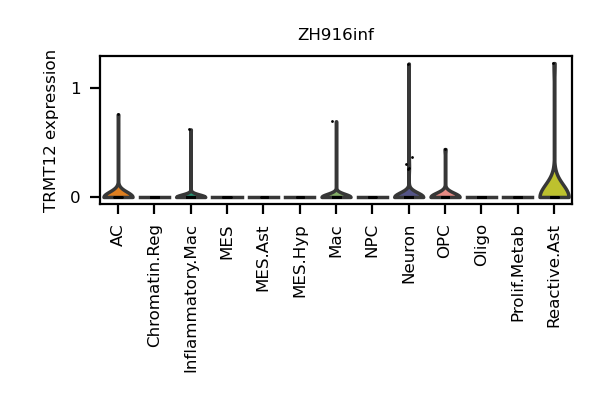 ZH916inf
TRMT12 expression
1
0
AC
Chromatin.Reg
Inflammatory.Mac
MES
MES.Ast
MES.Hyp
Mac
NPC
Neuron
OPC
Oligo
Prolif.Metab
Reactive.Ast